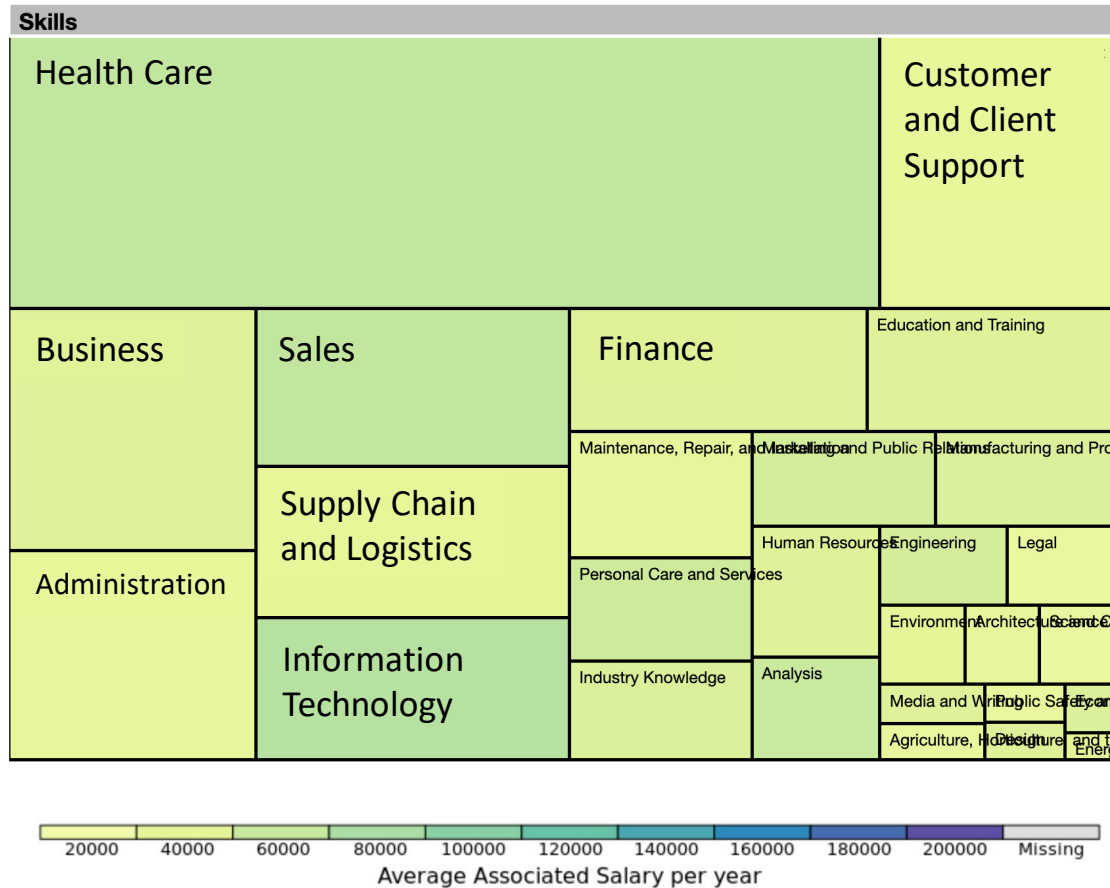 Skills
Health Care
Customer
and Client
Support
Business
Sales
Finance
Education and Training
Maintenance, Repair, and Installation
Marketing and Public Relations
Manufacturing and Pro
Supply Chain
and Logistics
Human Resources
Engineering
Legal
Administration
Personal Care and Services
Environment
Architecture and
Science
Information
Technology
Industry Knowledge
Analysis
Media and Writing
Public Safety
Agriculture, Horticulture, and
Design
Energ
20000 40000 60000 80000 100000 120000 140000 160000 180000 200000 Missing
Average Associated Salary per year